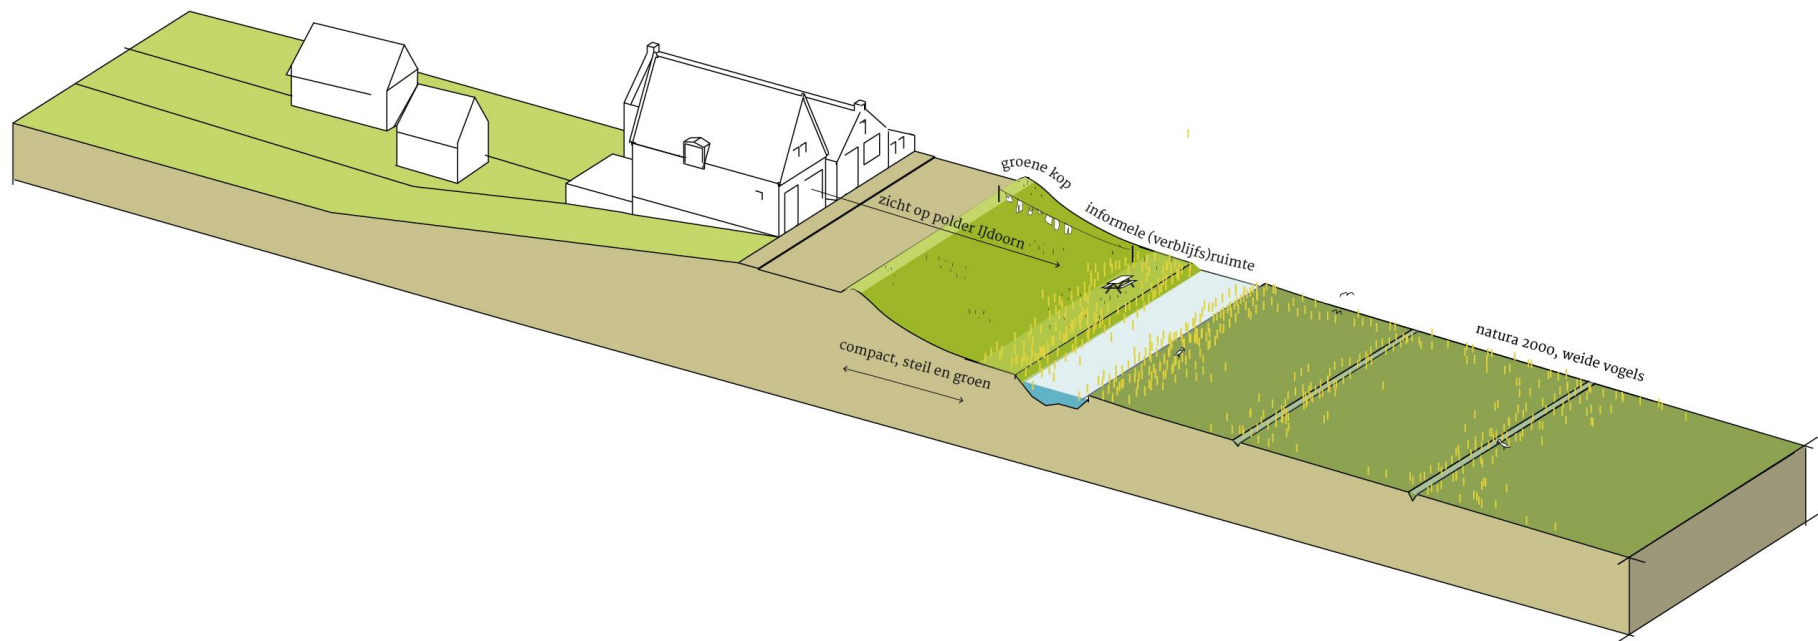 groene kop
zicht op polder IJdoorn
informele (verblijfs)ruimte
compact, steil en groen
natura 2000, weide vogels